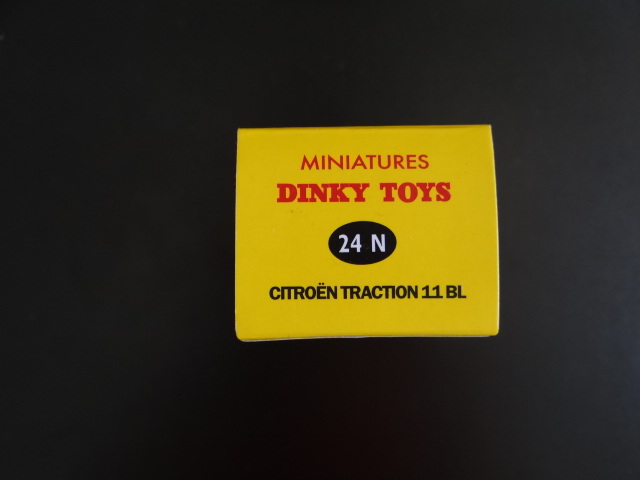 MINIATURES
DINKY TOYS
24 N
CITROËN TRACTION 11 BL